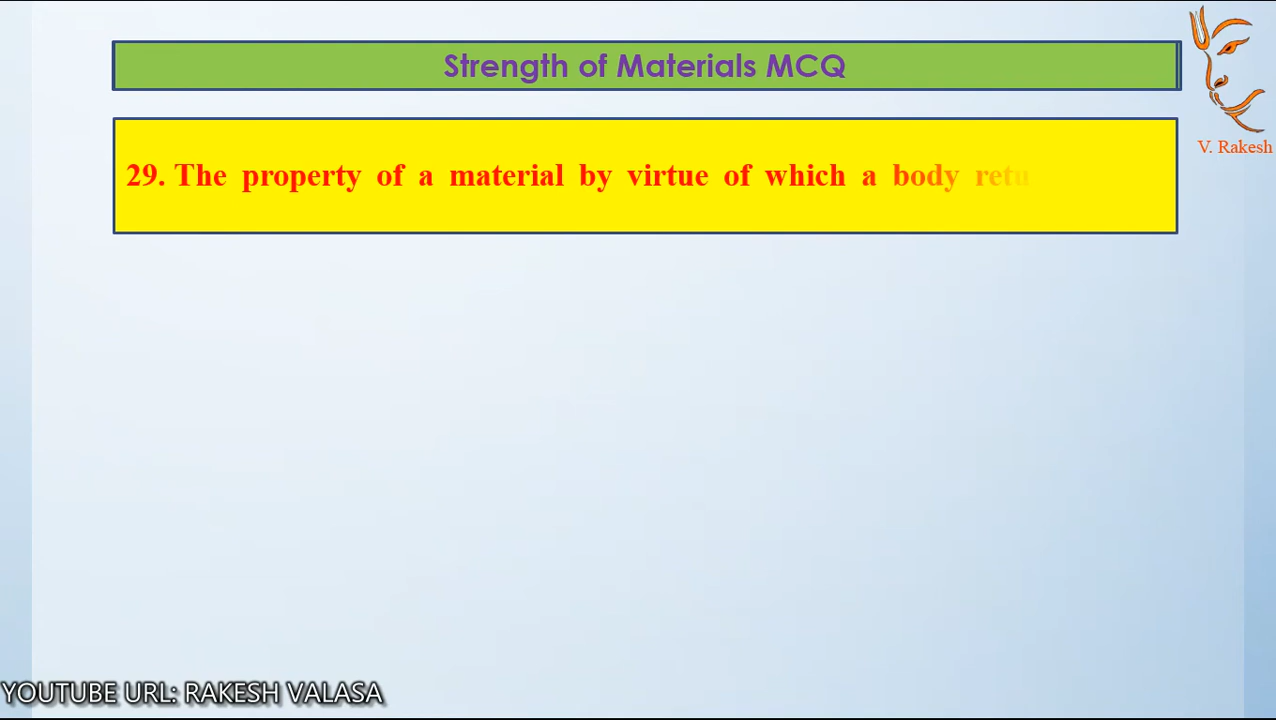 Strength of Materials MCQ
V. Rakesh
29. The property of a material by virtue of which a body retu
YOUTUBE URL: RAKESH VALASA